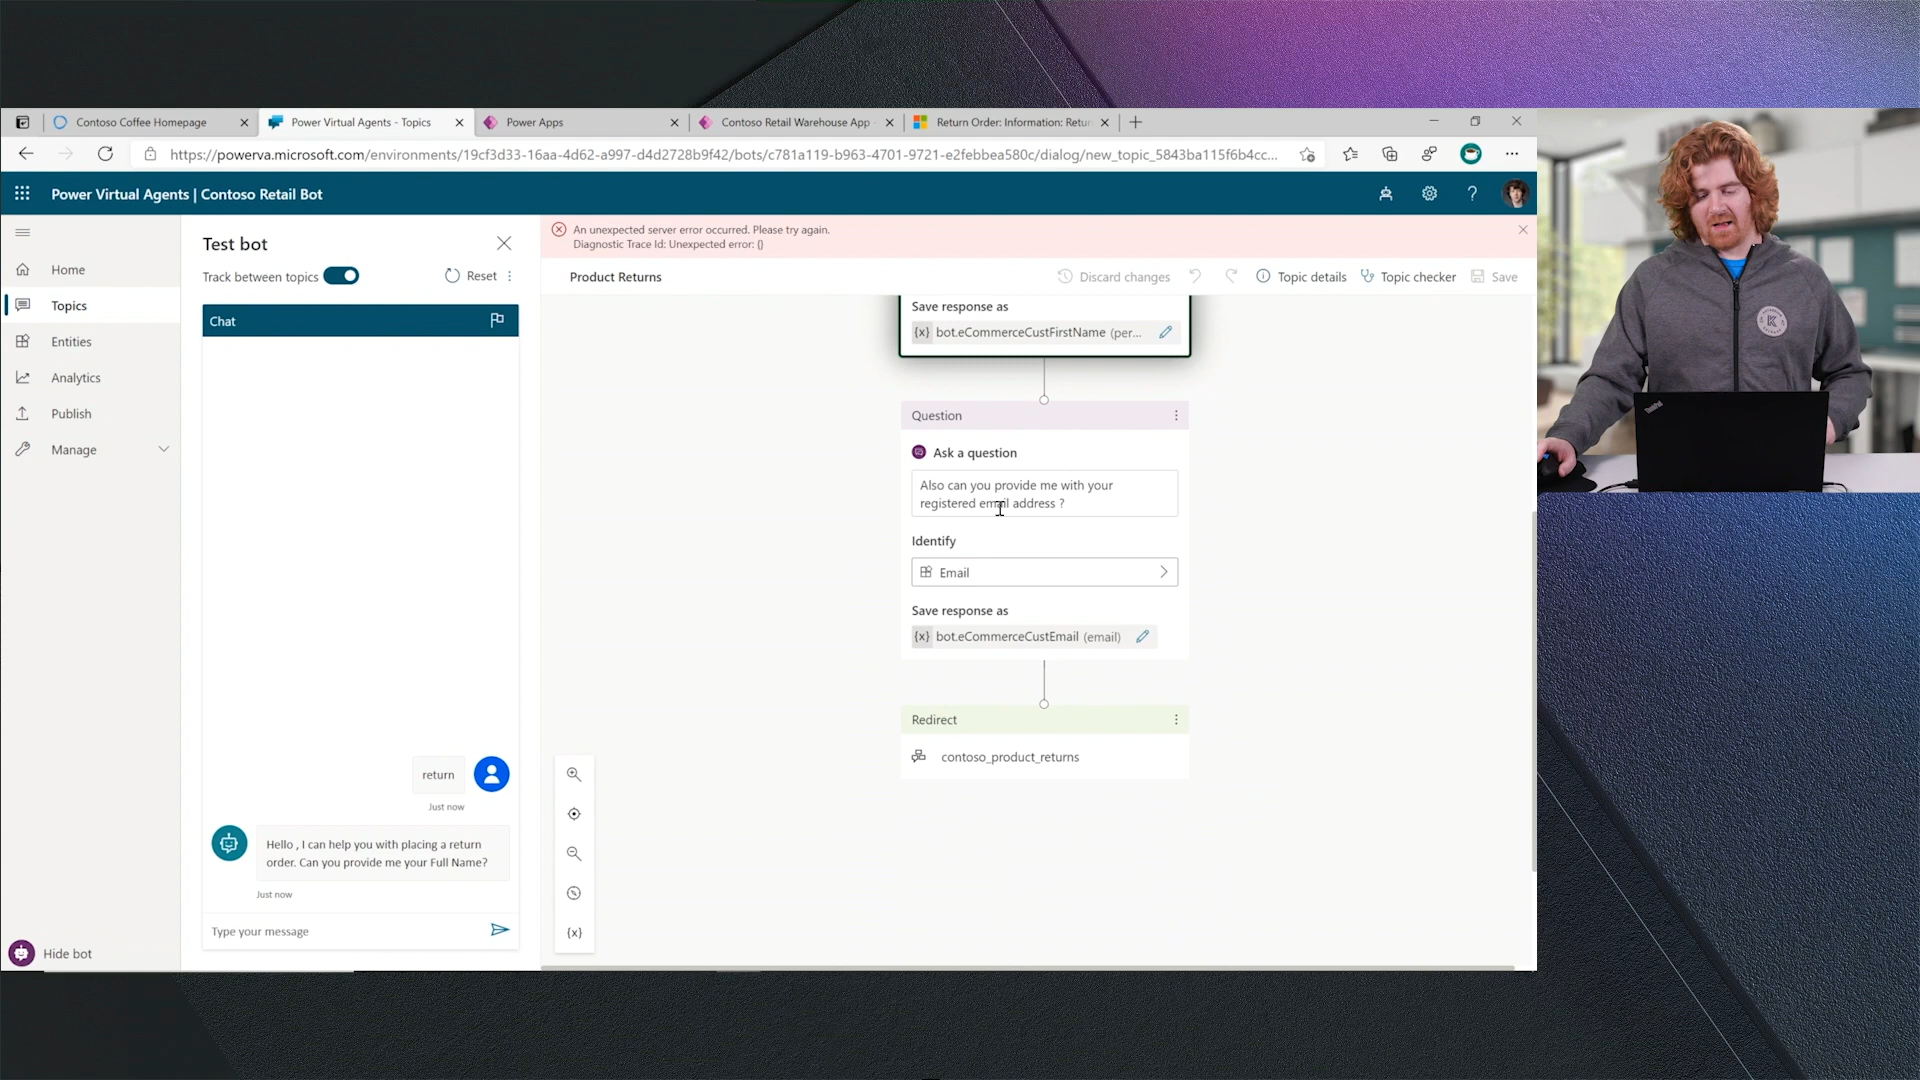 Contoso Coffee Homepage
Power Virtual Agents - Topics
Power Apps
Contoso Retail Warehouse App
Return Order: Information: Retur
https://powerva.microsoft.com/environments/19cf3d33-16aa-4d62-a997-d4d2728b9f42/bots/c781a119-b963-4701-9721-e2febbea580c/dialog/new_topic_5843ba115f6b4cc...
Power Virtual Agents | Contoso Retail Bot
Home
Topics
Entities
Analytics
Publish
Manage
Hide bot
Test bot
Track between topics
Reset
Chat
return
Just now
Hello , I can help you with placing a return
order. Can you provide me your Full Name?
Just now
Type your message
An unexpected server error occurred. Please try again.
Diagnostic Trace Id: Unexpected error: {}
Product Returns
Discard changes
Topic details
Topic checker
Save
Save response as
{x} bot.eCommerceCustFirstName (per...
Question
Ask a question
Also can you provide me with your
registered email address ?
Identify
Email
Save response as
{x} bot.eCommerceCustEmail (email)
Redirect
contoso_product_returns
{x}
K
ThinkPad